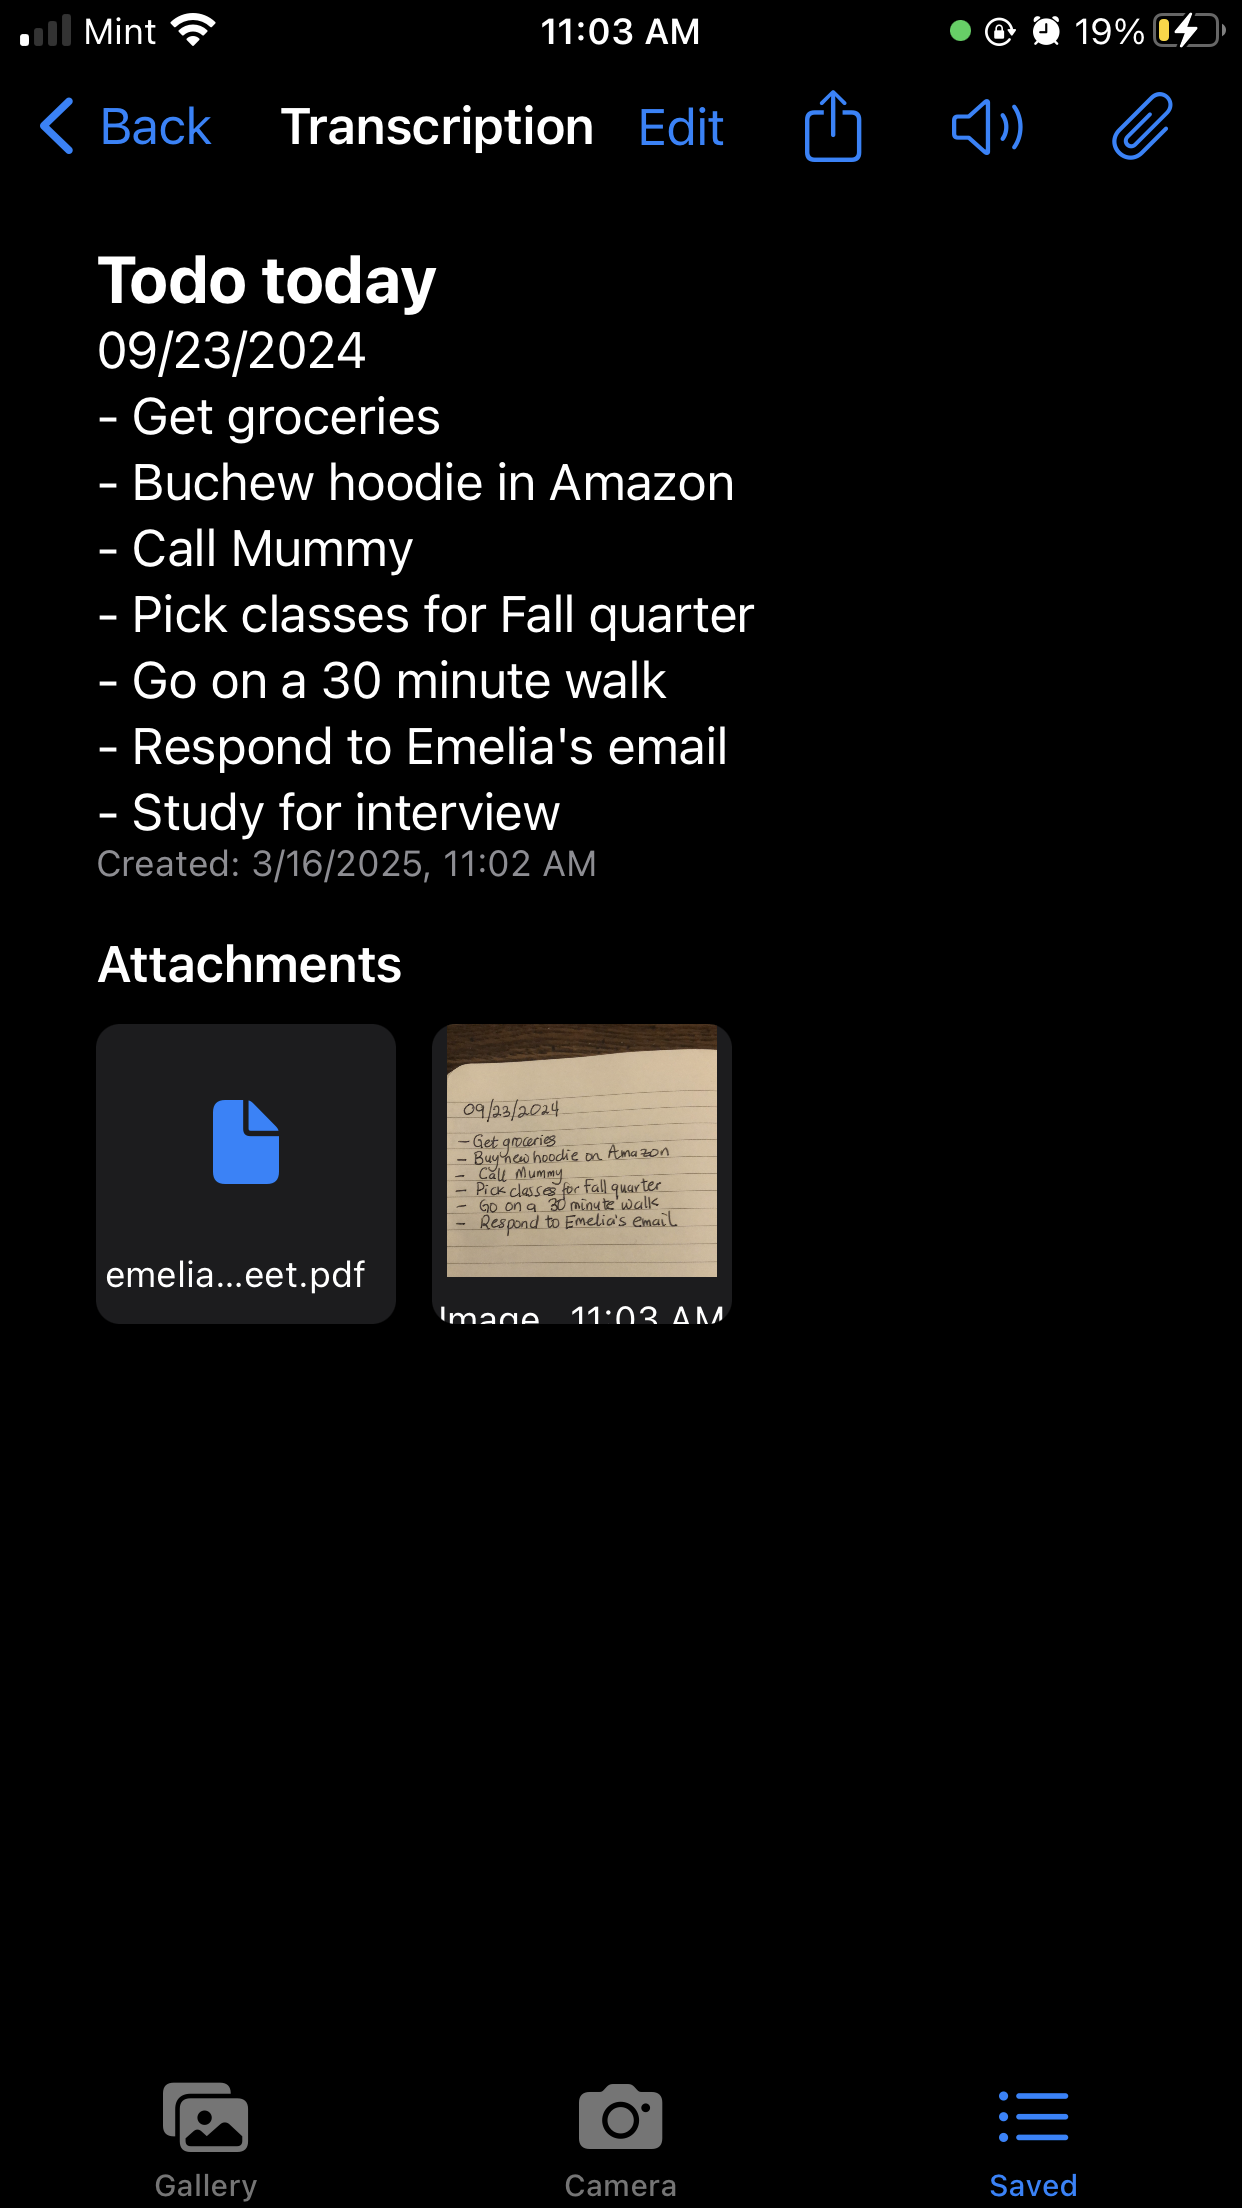 Mint 11:03 AM 19%
Back Transcription Edit
Todo today
09/23/2024
- Get groceries
- Buchew hoodie in Amazon
- Call Mummy
- Pick classes for Fall quarter
- Go on a 30 minute walk
- Respond to Emelia's email
- Study for interview
Created: 3/16/2025, 11:02 AM
Attachments
emelia...eet.pdf
09/23/2024
- Get groceries
- Buy new hoodie on Amazon
- Call Mummy
- Pick classes for Fall quarter
- Go on a 30 minute walk
- Respond to Emelia's email
Image 11:03 AM
Gallery Camera Saved